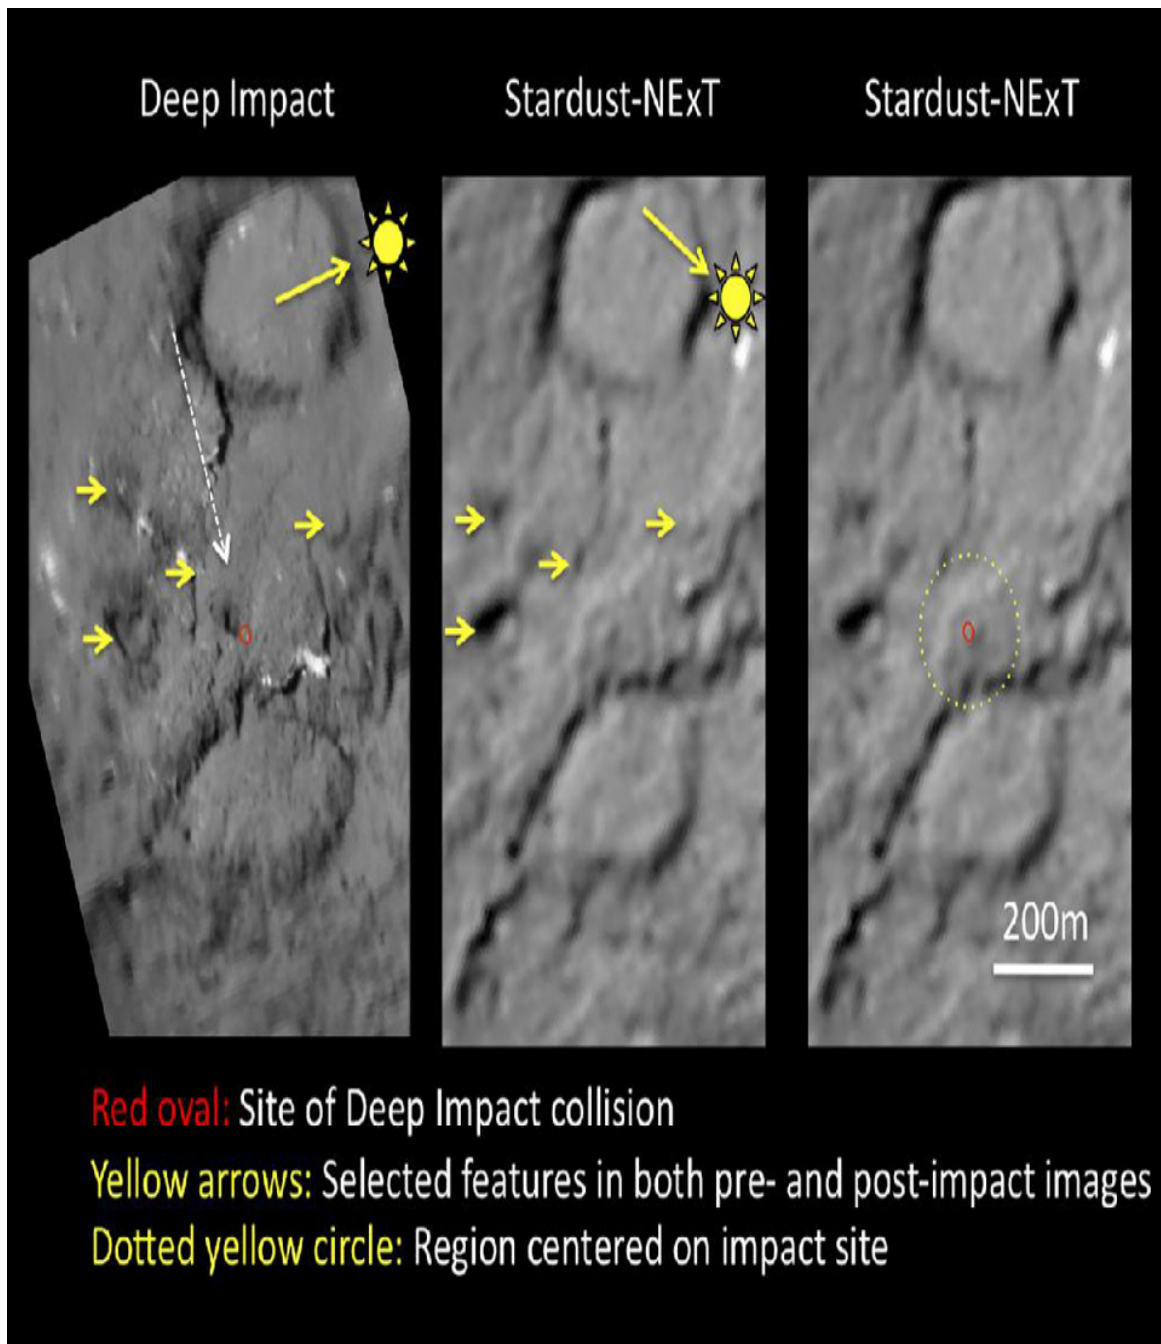 Deep Impact
Stardust-NExT
Stardust-NExT
200m
Red oval: Site of Deep Impact collision
Yellow arrows: Selected features in both pre- and post-impact images
Dotted yellow circle: Region centered on impact site